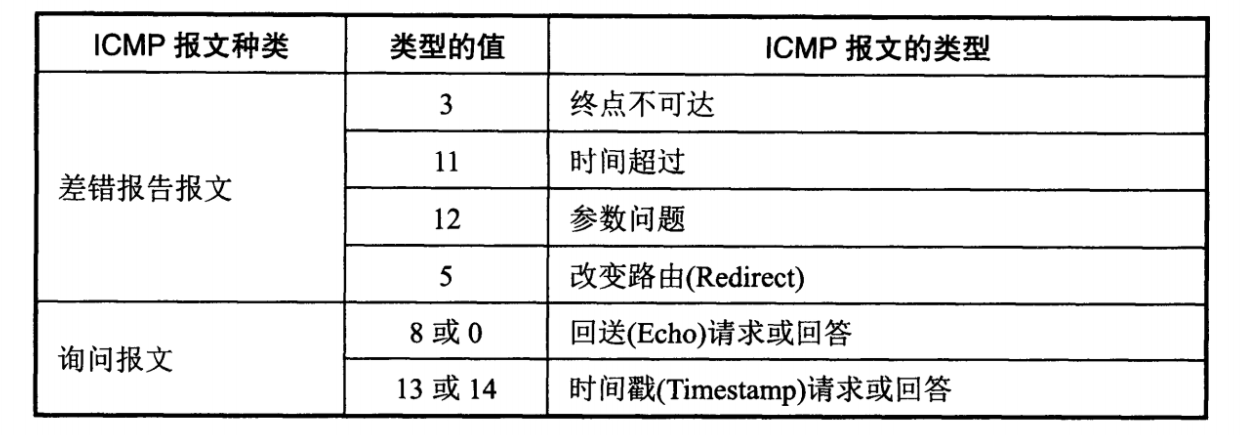 ICMP 报文种类 类型的值 ICMP 报文的类型
差错报告报文
3 终点不可达
11 时间超过
12 参数问题
5 改变路由(Redirect)
询问报文
8 或 0 回送(Echo)请求或回答
13 或 14 时间戳(Timestamp)请求或回答